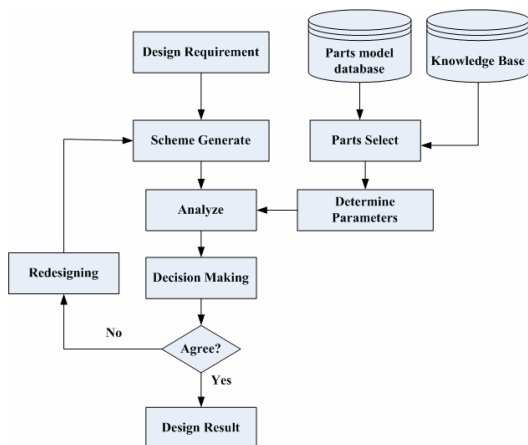 Design Requirement
Parts model
database
Knowledge Base
Scheme Generate
Parts Select
Analyze
Determine
Parameters
Redesigning
Decision Making
No
Agree?
Yes
Design Result